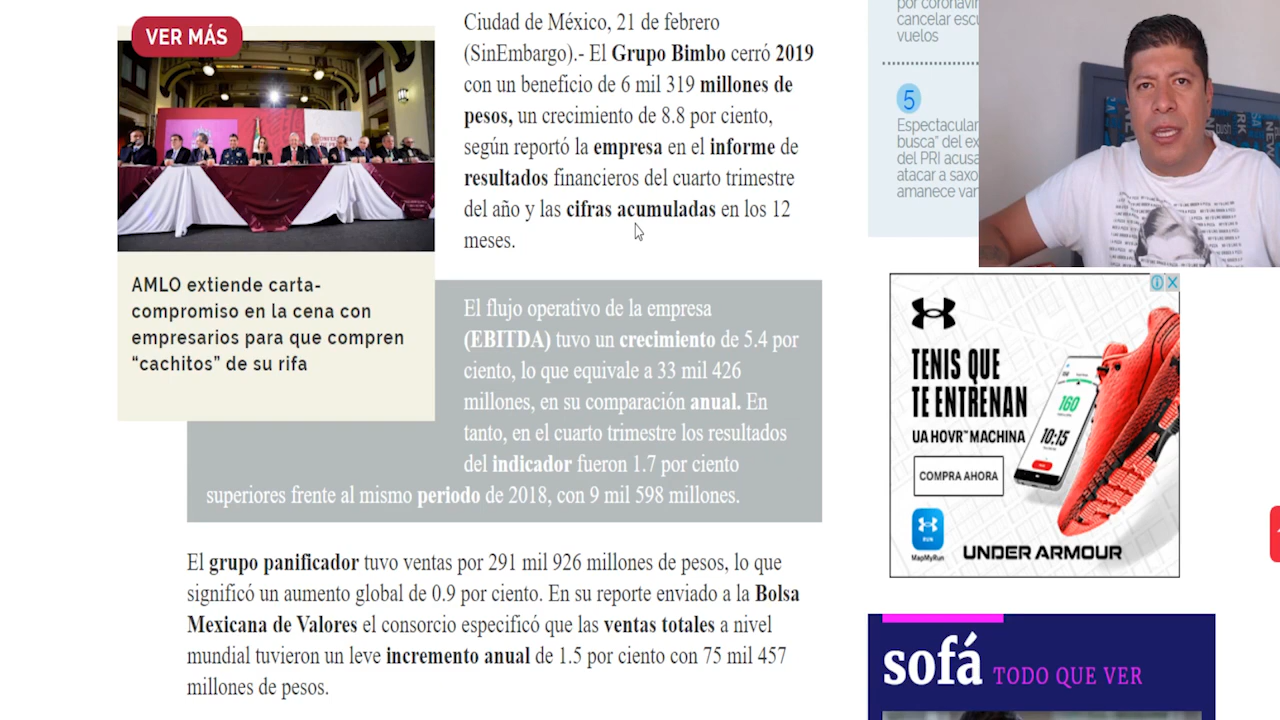 VER MÁS
AMLO extiende carta-
compromiso en la cena con
empresarios para que compren
“cachitos” de su rifa
Ciudad de México, 21 de febrero
(SinEmbargo).- El Grupo Bimbo cerró 2019
con un beneficio de 6 mil 319 millones de
pesos, un crecimiento de 8.8 por ciento,
según reportó la empresa en el informe de
resultados financieros del cuarto trimestre
del año y las cifras acumuladas en los 12
meses.
El flujo operativo de la empresa
(EBITDA) tuvo un crecimiento de 5.4 por
ciento, lo que equivale a 33 mil 426
millones, en su comparación anual. En
tanto, en el cuarto trimestre los resultados
del indicador fueron 1.7 por ciento
superiores frente al mismo periodo de 2018, con 9 mil 598 millones.
El grupo panificador tuvo ventas por 291 mil 926 millones de pesos, lo que
significó un aumento global de 0.9 por ciento. En su reporte enviado a la Bolsa
Mexicana de Valores el consorcio especificó que las ventas totales a nivel
mundial tuvieron un leve incremento anual de 1.5 por ciento con 75 mil 457
millones de pesos.
por coronavir
cancelar escu
vuelos
5
Espectacular
busca” del ex
del PRI acusa
atacar a saxo
amanece van
TENIS QUE
TE ENTRENAN
UA HOVR™ MACHINA
COMPRA AHORA
160
10:15
RUN
MapMyRun
UNDER ARMOUR
sofá TODO QUE VER